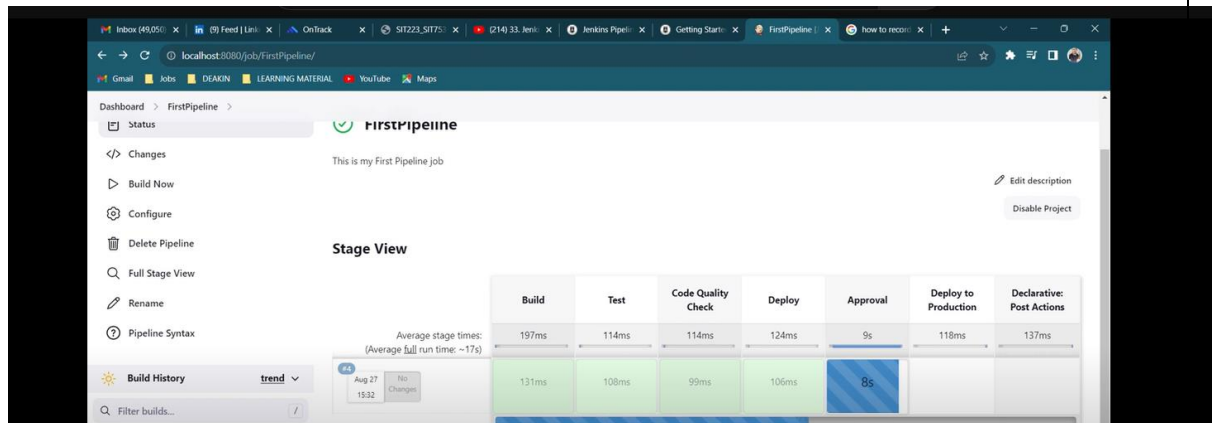 Inbox (49,050)
(9) Feed | Linke
OnTrack
SIT223_SIT753
(214) 33. Jenki
Jenkins Pipelin
Getting Starte
FirstPipeline [
how to recor
localhost:8080/job/FirstPipeline/
Gmail Jobs DEAKIN LEARNING MATERIAL YouTube Maps
Dashboard > FirstPipeline >
Status
FirstPipeline
Changes
This is my First Pipeline job
Build Now
Edit description
Configure
Disable Project
Delete Pipeline
Stage View
Full Stage View
Rename
Pipeline Syntax
Build Test Code Quality Check Deploy Approval Deploy to Production Declarative: Post Actions
Average stage times: 197ms 114ms 114ms 124ms 9s 118ms 137ms
(Average full run time: ~17s)
Build History trend
#4
Aug 27 No Changes
15:32
131ms 108ms 99ms 106ms 8s
Filter builds... /